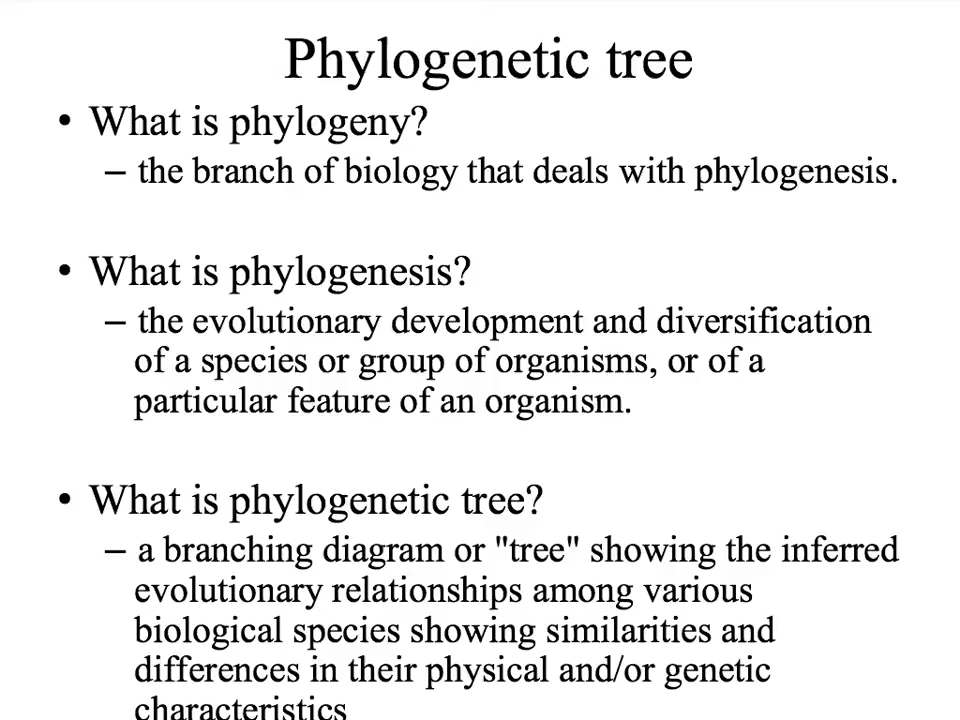 Phylogenetic tree
• What is phylogeny?
– the branch of biology that deals with phylogenesis.
• What is phylogenesis?
– the evolutionary development and diversification
of a species or group of organisms, or of a
particular feature of an organism.
• What is phylogenetic tree?
– a branching diagram or "tree" showing the inferred
evolutionary relationships among various
biological species showing similarities and
differences in their physical and/or genetic
characteristics